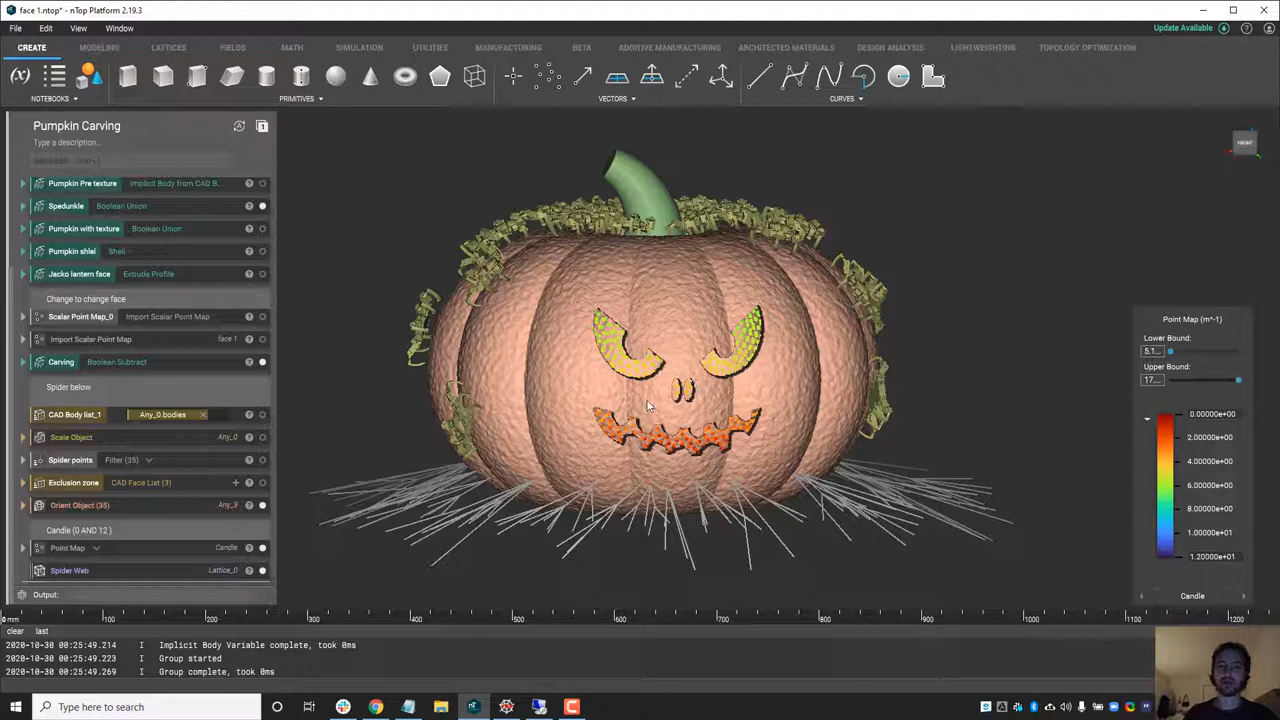 face 1.ntop* - nTop Platform 2.19.3
File Edit View Window
Update Available
CREATE MODELING LATTICES FIELDS MATH SIMULATION UTILITIES MANUFACTURING BETA ADDITIVE MANUFACTURING ARCHITECTED MATERIALS DESIGN ANALYSIS LIGHTWEIGHTING TOPOLOGY OPTIMIZATION
NOTEBOOKS PRIMITIVES VECTORS CURVES
Pumpkin Carving
Type a description...
Pumpkin Pre texture Implicit Body from CAD B...
Spedunkle Boolean Union
Pumpkin with texture Boolean Union
Pumpkin shlel Shell
Jacko lantern face Extrude Profile
Change to change face
Scalar Point Map_0 Import Scalar Point Map
Import Scalar Point Map face 1
Carving Boolean Subtract
Spider below
CAD Body list_1 Any_0.bodies
Scale Object Any_0
Spider points Filter (35)
Exclusion zone CAD Face List (3)
Orient Object (35) Any_3
Candle (0 AND 12 )
Point Map Candle
Spider Web Lattice_0
Output:
FRONT
Point Map (m^-1)
Lower Bound:
5.1...
Upper Bound:
17....
0.00000e+00
2.00000e+00
4.00000e+00
6.00000e+00
8.00000e+00
1.00000e+01
1.20000e+01
Candle
0 mm 100 200 300 400 500 600 700 800 900 1000 1100 1200
clear last
2020-10-30 00:25:49.214 I Implicit Body Variable complete, took 0ms
2020-10-30 00:25:49.223 I Group started
2020-10-30 00:25:49.269 I Group complete, took 0ms
Type here to search